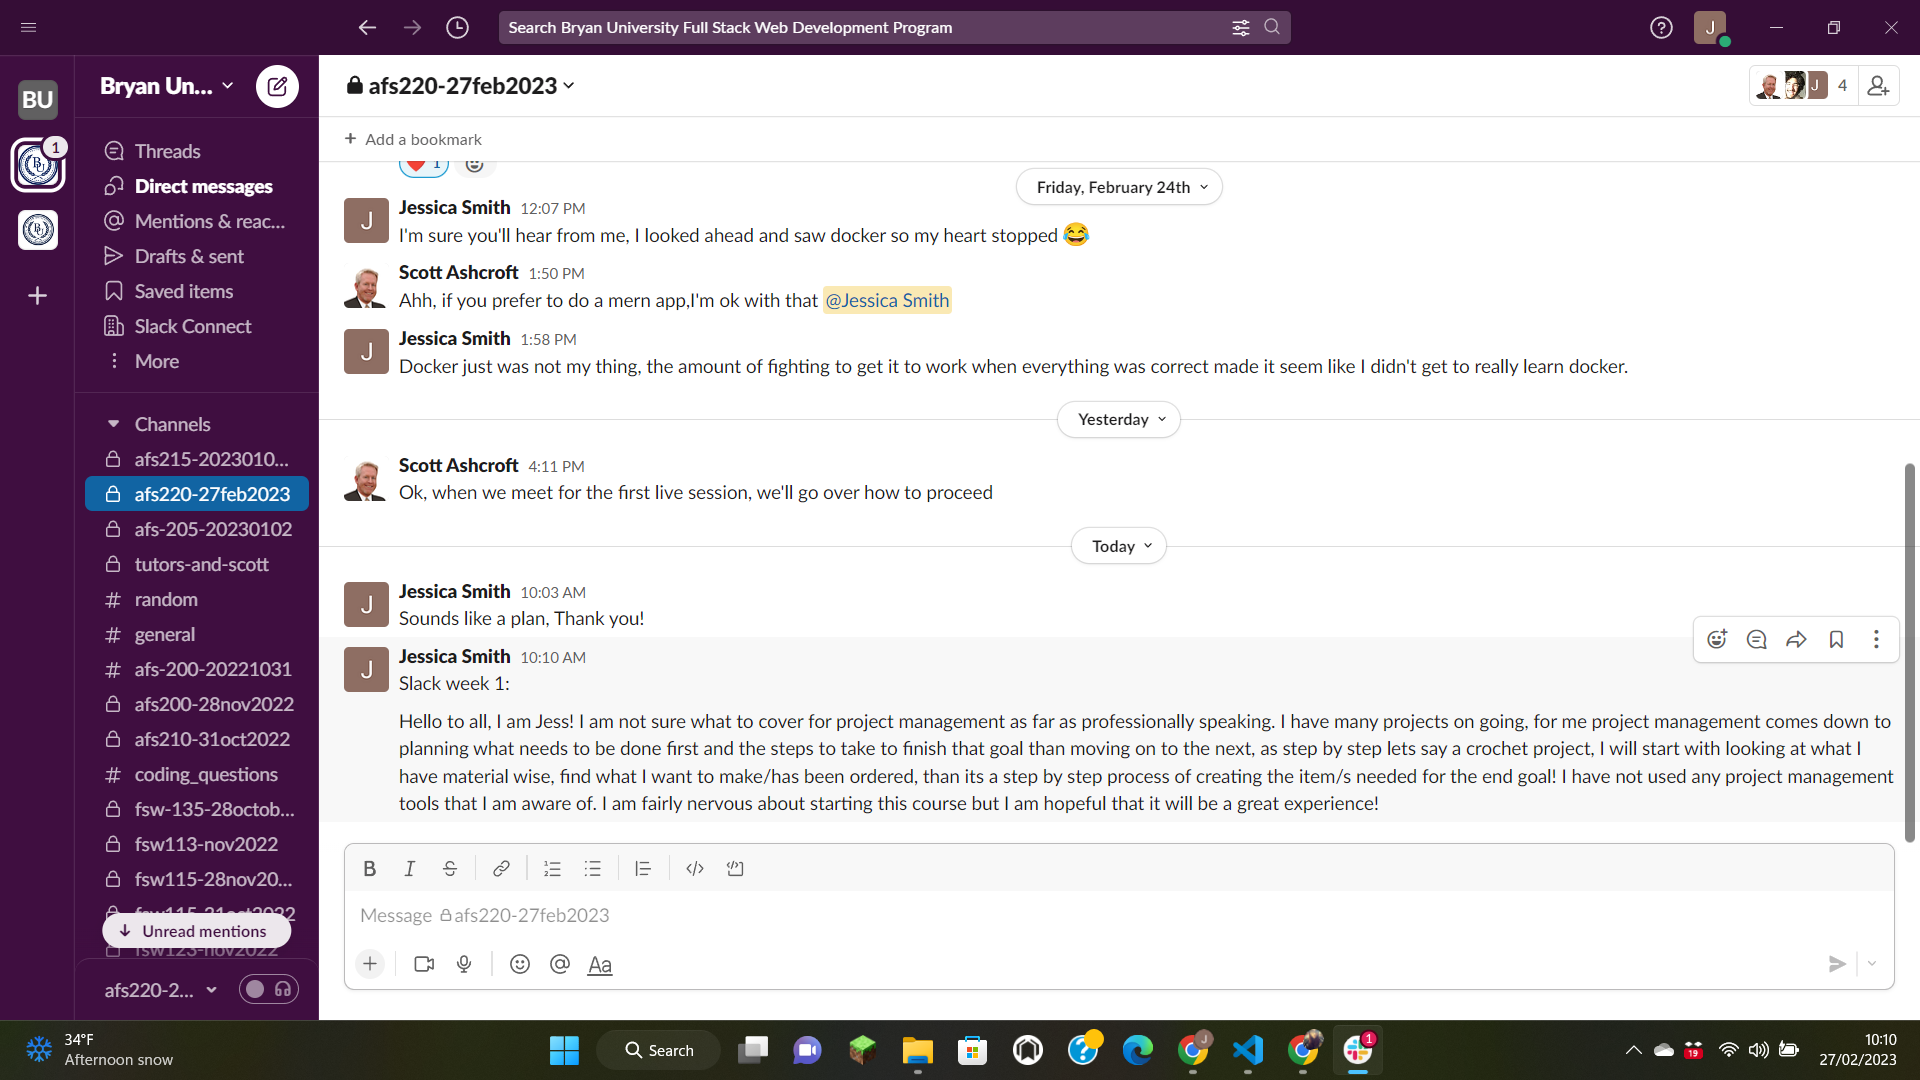 Search Bryan University Full Stack Web Development Program
J
BU
Bryan Un...
1
Threads
Direct messages
Mentions & reac...
Drafts & sent
Saved items
Slack Connect
More
Channels
afs215-2023010...
afs220-27feb2023
afs-205-20230102
tutors-and-scott
random
general
afs-200-20221031
afs200-28nov2022
afs210-31oct2022
coding_questions
fsw-135-28octob...
fsw113-nov2022
fsw115-28nov20...
fsw115-31oct2022
Unread mentions
fsw123-nov2022
afs220-2...
afs220-27feb2023
J 4
+ Add a bookmark
1
Friday, February 24th
J
Jessica Smith 12:07 PM
I'm sure you'll hear from me, I looked ahead and saw docker so my heart stopped 😂
Scott Ashcroft 1:50 PM
Ahh, if you prefer to do a mern app,I'm ok with that @Jessica Smith
J
Jessica Smith 1:58 PM
Docker just was not my thing, the amount of fighting to get it to work when everything was correct made it seem like I didn't get to really learn docker.
Yesterday
Scott Ashcroft 4:11 PM
Ok, when we meet for the first live session, we'll go over how to proceed
Today
J
Jessica Smith 10:03 AM
Sounds like a plan, Thank you!
J
Jessica Smith 10:10 AM
Slack week 1:
Hello to all, I am Jess! I am not sure what to cover for project management as far as professionally speaking. I have many projects on going, for me project management comes down to
planning what needs to be done first and the steps to take to finish that goal than moving on to the next, as step by step lets say a crochet project, I will start with looking at what I
have material wise, find what I want to make/has been ordered, than its a step by step process of creating the item/s needed for the end goal! I have not used any project management
tools that I am aware of. I am fairly nervous about starting this course but I am hopeful that it will be a great experience!
B I S
Message afs220-27feb2023
Aa
34°F
Afternoon snow
Search
J
1
19
10:10
27/02/2023